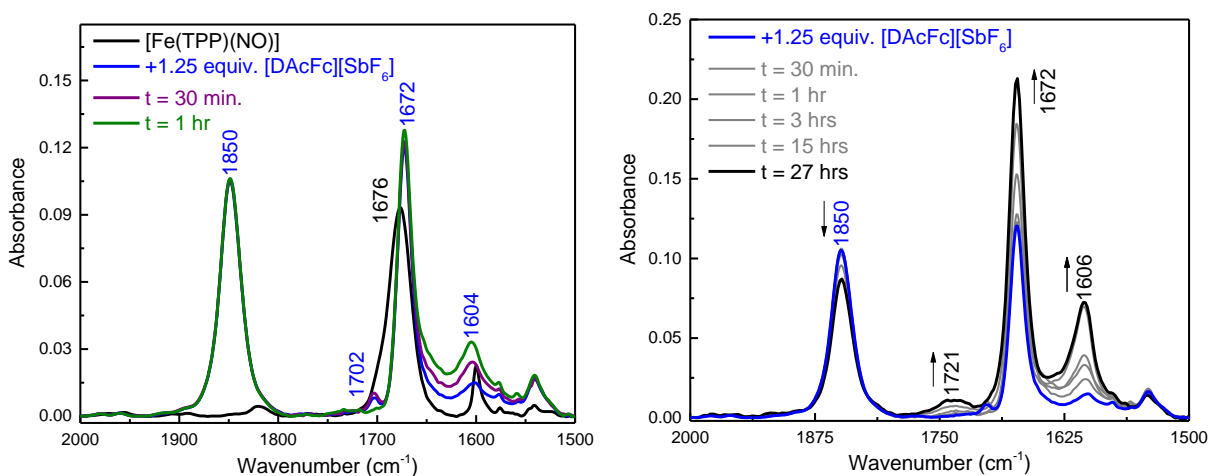 [Fe(TPP)(NO)]
+1.25 equiv. [DAcFc][SbF6]
t = 30 min.
t = 1 hr
1850
1702
1676
1672
1604
0.15
0.12
0.09
0.06
0.03
0.00
Absorbance
2000 1900 1800 1700 1600 1500
Wavenumber (cm-1)
+1.25 equiv. [DAcFc][SbF6]
t = 30 min.
t = 1 hr
t = 3 hrs
t = 15 hrs
t = 27 hrs
1850
1721
1672
1606
0.25
0.20
0.15
0.10
0.05
0.00
Absorbance
2000 1875 1750 1625 1500
Wavenumber (cm-1)